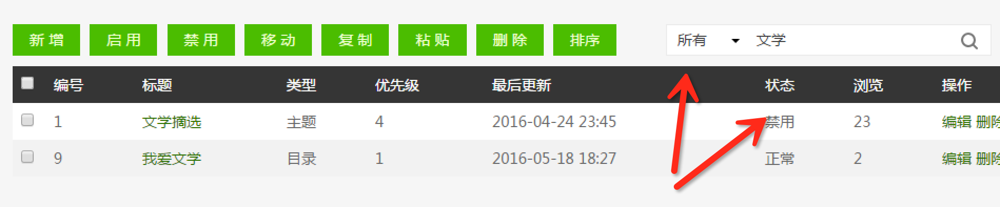 新 增 启 用 禁 用 移 动 复 制 粘 贴 删 除 排序 所有 文学
编号 标题 类型 优先级 最后更新 状态 浏览 操作
1 文学摘选 主题 4 2016-04-24 23:45 禁用 23 编辑 删除
9 我爱文学 目录 1 2016-05-18 18:27 正常 2 编辑 删除